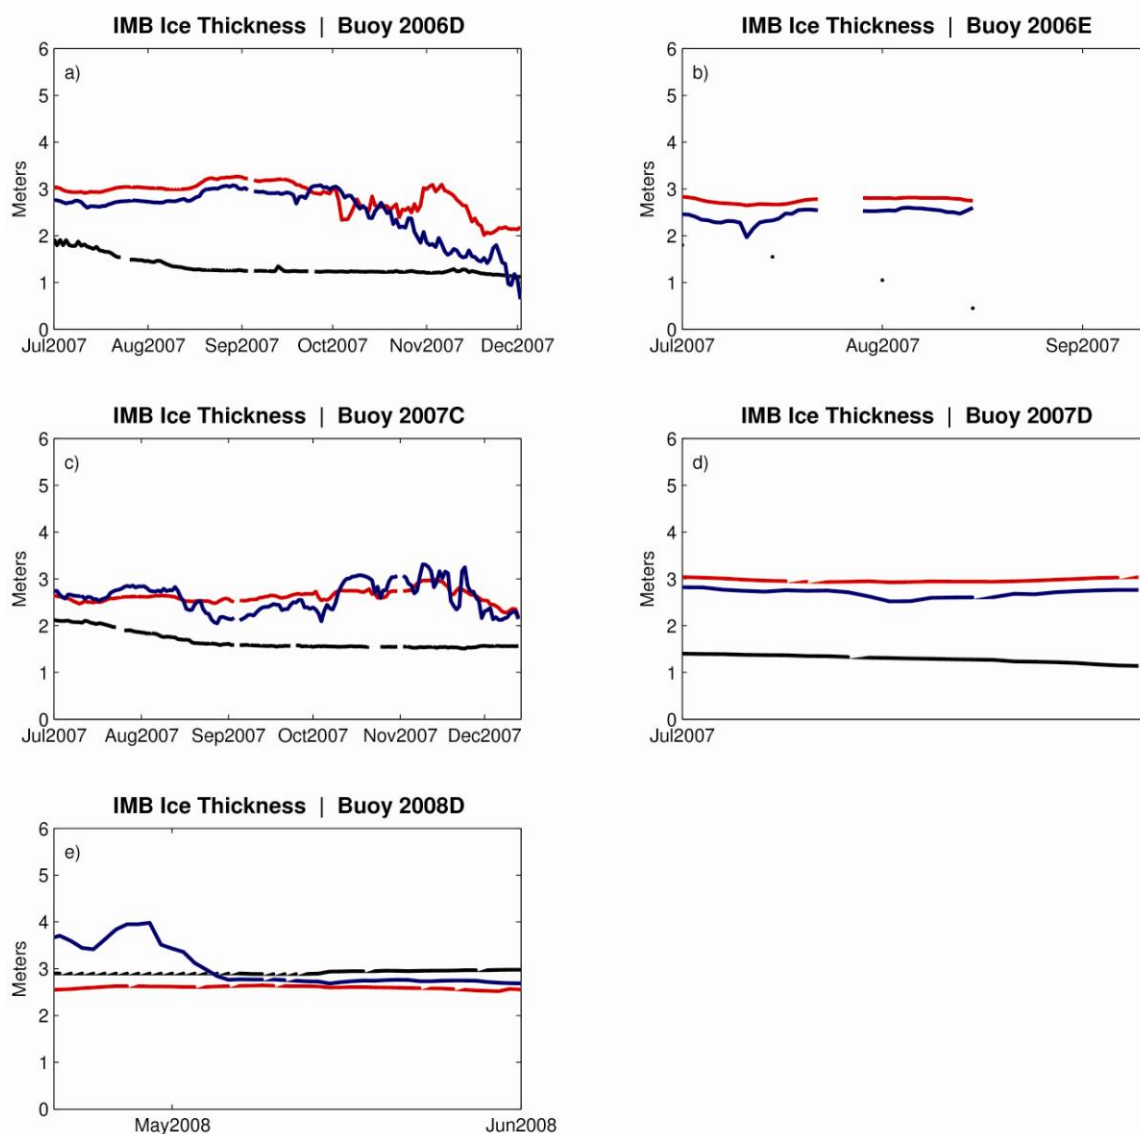 IMB Ice Thickness | Buoy 2006D
a)
6
5
4
3
2
1
0
Meters
Jul2007 Aug2007 Sep2007 Oct2007 Nov2007 Dec2007
IMB Ice Thickness | Buoy 2006E
b)
6
5
4
3
2
1
0
Meters
Jul2007 Aug2007 Sep2007
IMB Ice Thickness | Buoy 2007C
c)
6
5
4
3
2
1
0
Meters
Jul2007 Aug2007 Sep2007 Oct2007 Nov2007 Dec2007
IMB Ice Thickness | Buoy 2007D
d)
6
5
4
3
2
1
0
Meters
Jul2007
IMB Ice Thickness | Buoy 2008D
e)
6
5
4
3
2
1
0
Meters
May2008 Jun2008